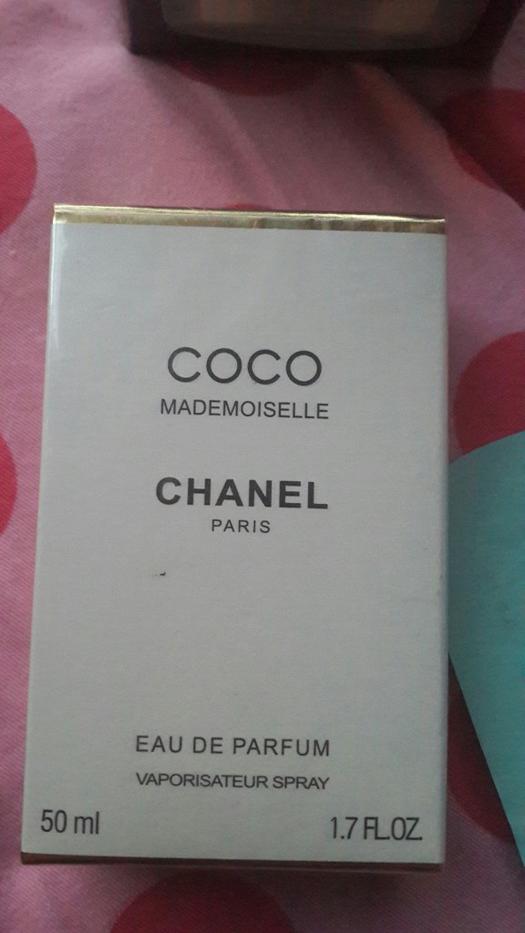 COCO
MADEMOISELLE
CHANEL
PARIS
EAU DE PARFUM
VAPORISATEUR SPRAY
50 ml
1.7 FL.OZ.